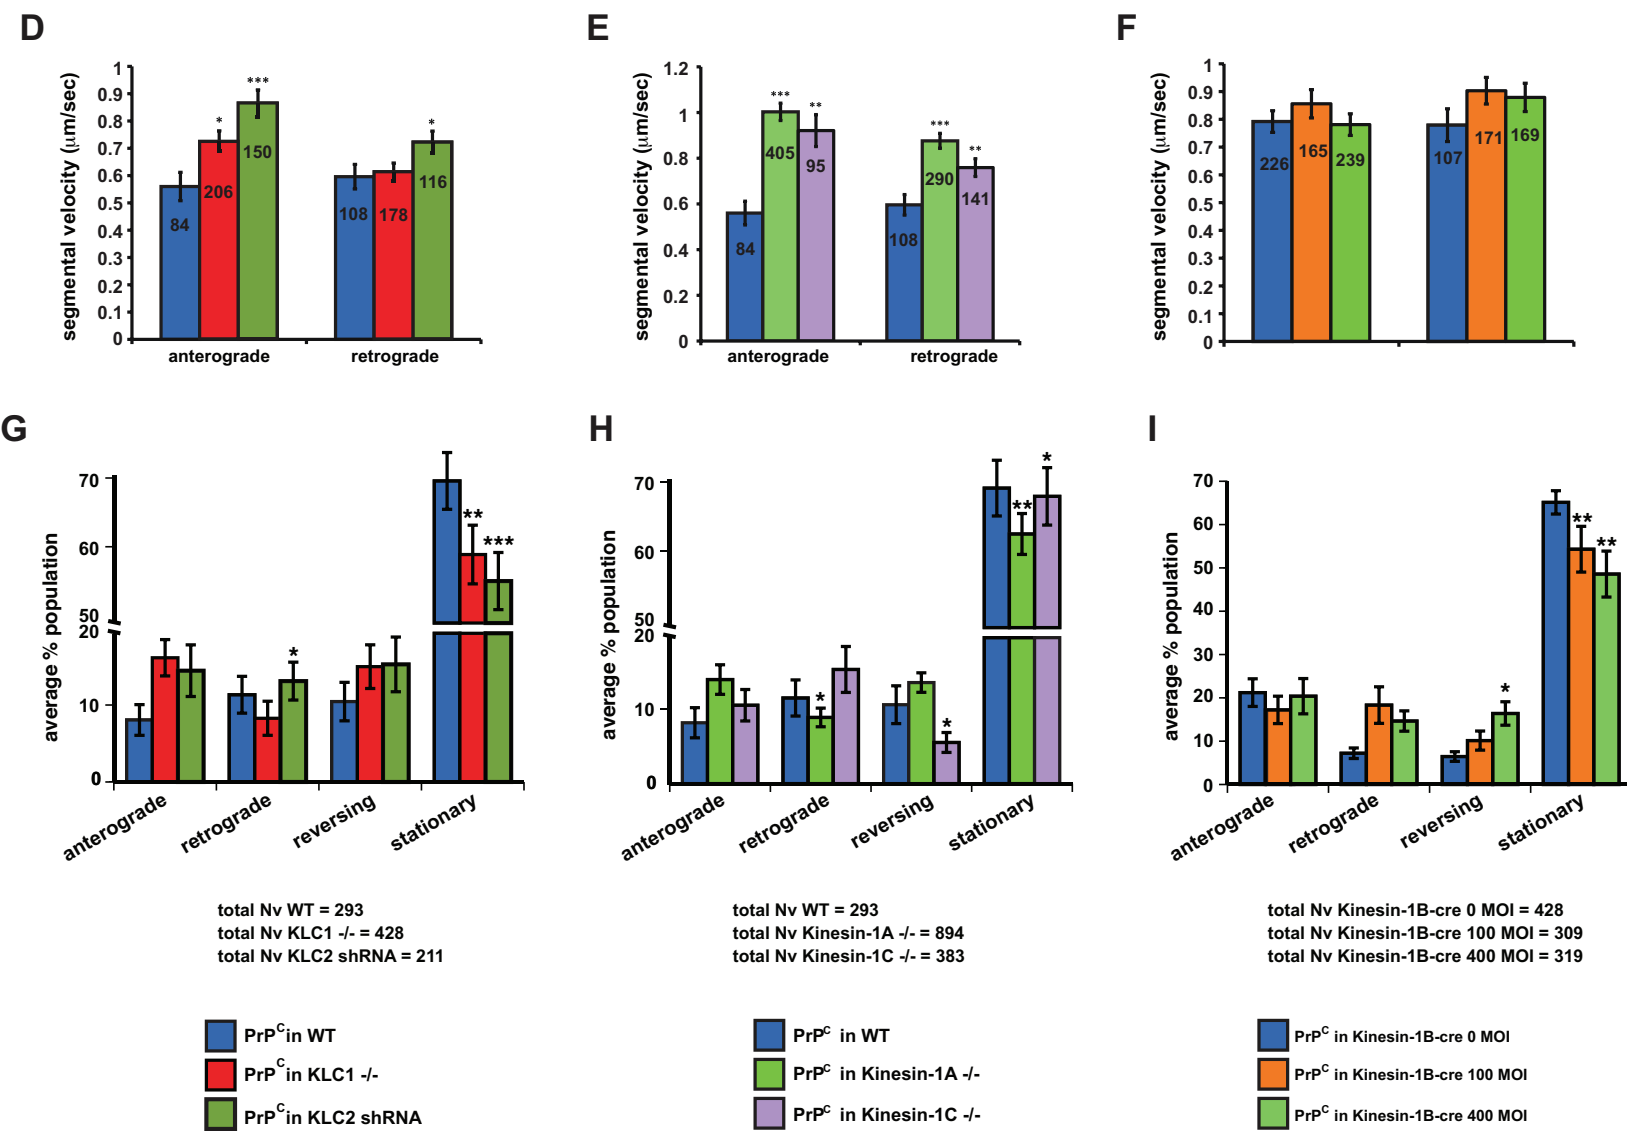 D
segmental velocity (µm/sec)
1
0.9
0.8
0.7
0.6
0.5
0.4
0.3
0.2
0.1
0
*
***
*
84
206
150
108
178
116
anterograde
retrograde
E
segmental velocity (µm/sec)
1.2
1
0.8
0.6
0.4
0.2
0
***
**
***
**
84
405
95
108
290
141
anterograde
retrograde
F
segmental velocity (µm/sec)
1
0.9
0.8
0.7
0.6
0.5
0.4
0.3
0.2
0.1
0
226
165
239
107
171
169
G
average % population
70
60
50
20
10
0
*
**
***
anterograde
retrograde
reversing
stationary
total Nv WT = 293
total Nv KLC1 -/- = 428
total Nv KLC2 shRNA = 211
PrPC in WT
PrPC in KLC1 -/-
PrPC in KLC2 shRNA
H
average % population
70
60
50
20
10
0
*
*
**
*
anterograde
retrograde
reversing
stationary
total Nv WT = 293
total Nv Kinesin-1A -/- = 894
total Nv Kinesin-1C -/- = 383
PrPC in WT
PrPC in Kinesin-1A -/-
PrPC in Kinesin-1C -/-
I
average % population
70
60
50
40
30
20
10
0
*
**
**
anterograde
retrograde
reversing
stationary
total Nv Kinesin-1B-cre 0 MOI = 428
total Nv Kinesin-1B-cre 100 MOI = 309
total Nv Kinesin-1B-cre 400 MOI = 319
PrPC in Kinesin-1B-cre 0 MOI
PrPC in Kinesin-1B-cre 100 MOI
PrPC in Kinesin-1B-cre 400 MOI